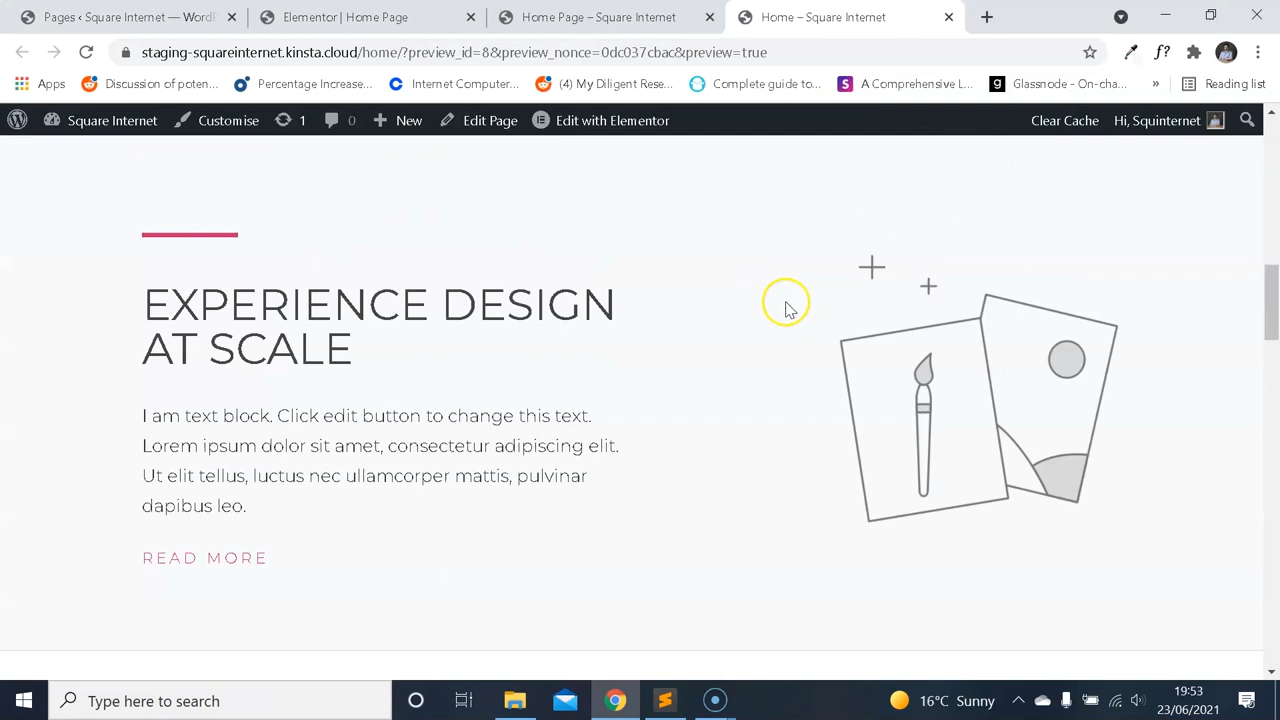 Pages ‹ Square Internet — WordP
Elementor | Home Page
Home Page – Square Internet
Home – Square Internet
staging-squareinternet.kinsta.cloud/home/?preview_id=8&preview_nonce=0dc037cbac&preview=true
f?
Apps
Discussion of poten...
Percentage Increase...
Internet Computer...
(4) My Diligent Rese...
Complete guide to...
A Comprehensive L...
Glassnode - On-cha...
»
Reading list
Square Internet
Customise
1
0
New
Edit Page
Edit with Elementor
Clear Cache
Hi, Squinternet
EXPERIENCE DESIGN
AT SCALE
I am text block. Click edit button to change this text.
Lorem ipsum dolor sit amet, consectetur adipiscing elit.
Ut elit tellus, luctus nec ullamcorper mattis, pulvinar
dapibus leo.
READ MORE
Type here to search
16°C Sunny
19:53
23/06/2021